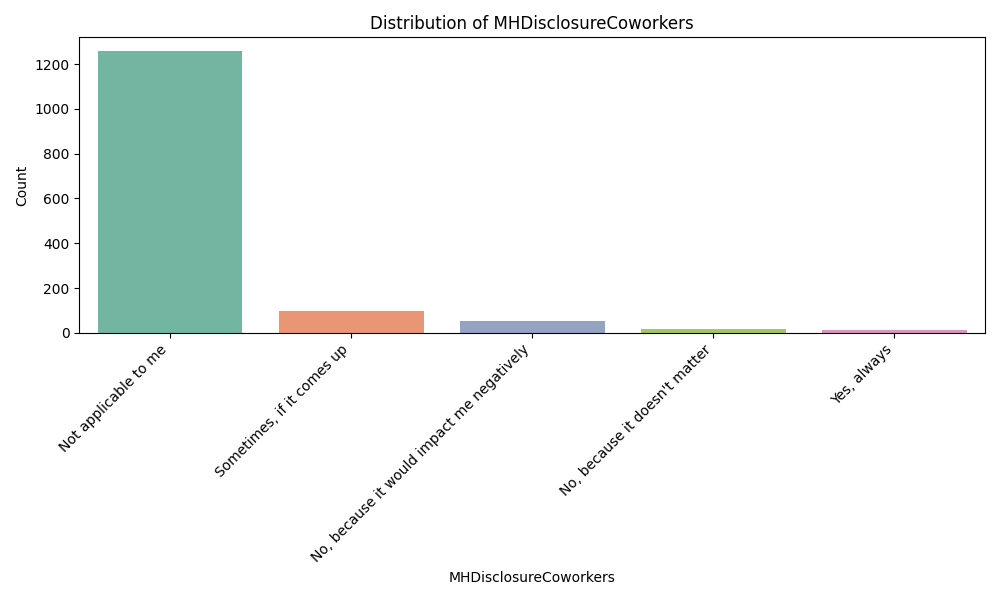 Distribution of MHDisclosureCoworkers
Count
1200
1000
800
600
400
200
0
Not applicable to me
Sometimes, if it comes up
No, because it would impact me negatively
No, because it doesn't matter
Yes, always
MHDisclosureCoworkers